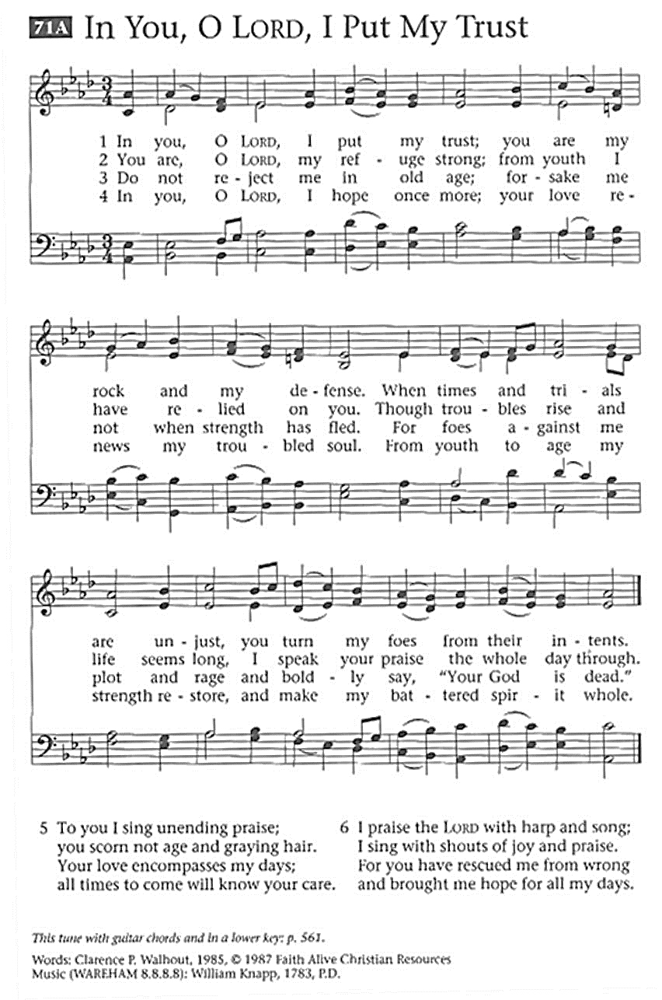 71A In You, O LORD, I Put My Trust
3 4
1 In you, O LORD, I put my trust; you are my
2 You are, O LORD, my ref - uge strong; from youth I
3 Do not re - ject me in old age; for - sake me
4 In you, O LORD, I hope once more; your love re -
3 4
rock and my de - fense. When times and tri - als
have re - lied on you. Though trou - bles rise and
not when strength has fled. For foes a - gainst me
news my trou - bled soul. From youth to age my
are un - just, you turn my foes from their in - tents.
life seems long, I speak your praise the whole day through.
plot and rage and bold - ly say, “Your God is dead.”
strength re - store, and make my bat - tered spir - it whole.
5 To you I sing unending praise;
you scorn not age and graying hair.
Your love encompasses my days;
all times to come will know your care.
6 I praise the LORD with harp and song;
I sing with shouts of joy and praise.
For you have rescued me from wrong
and brought me hope for all my days.
This tune with guitar chords and in a lower key: p. 561.
Words: Clarence P. Walhout, 1985, © 1987 Faith Alive Christian Resources
Music (WAREHAM 8.8.8.8): William Knapp, 1783, P.D.